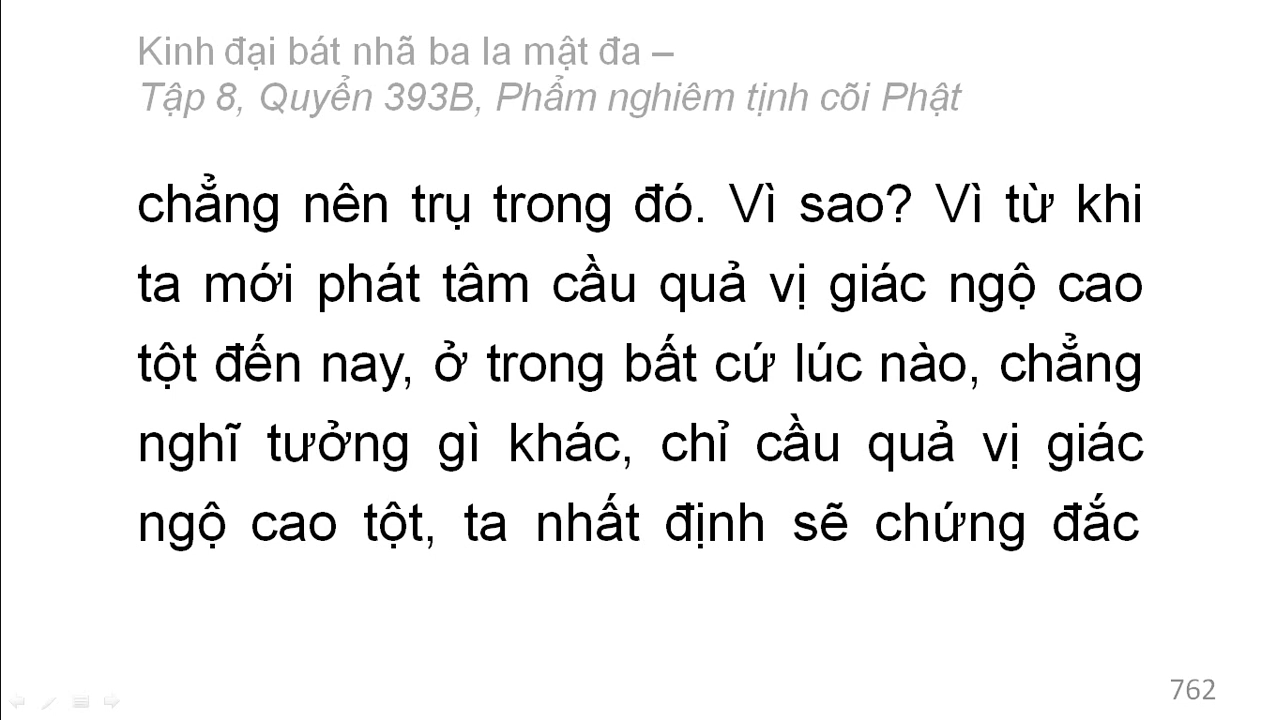 Kinh đại bát nhã ba la mật đa –
Tập 8, Quyển 393B, Phẩm nghiêm tịnh cõi Phật
chẳng nên trụ trong đó. Vì sao? Vì từ khi
ta mới phát tâm cầu quả vị giác ngộ cao
tột đến nay, ở trong bất cứ lúc nào, chẳng
nghĩ tưởng gì khác, chỉ cầu quả vị giác
ngộ cao tột, ta nhất định sẽ chứng đắc
762